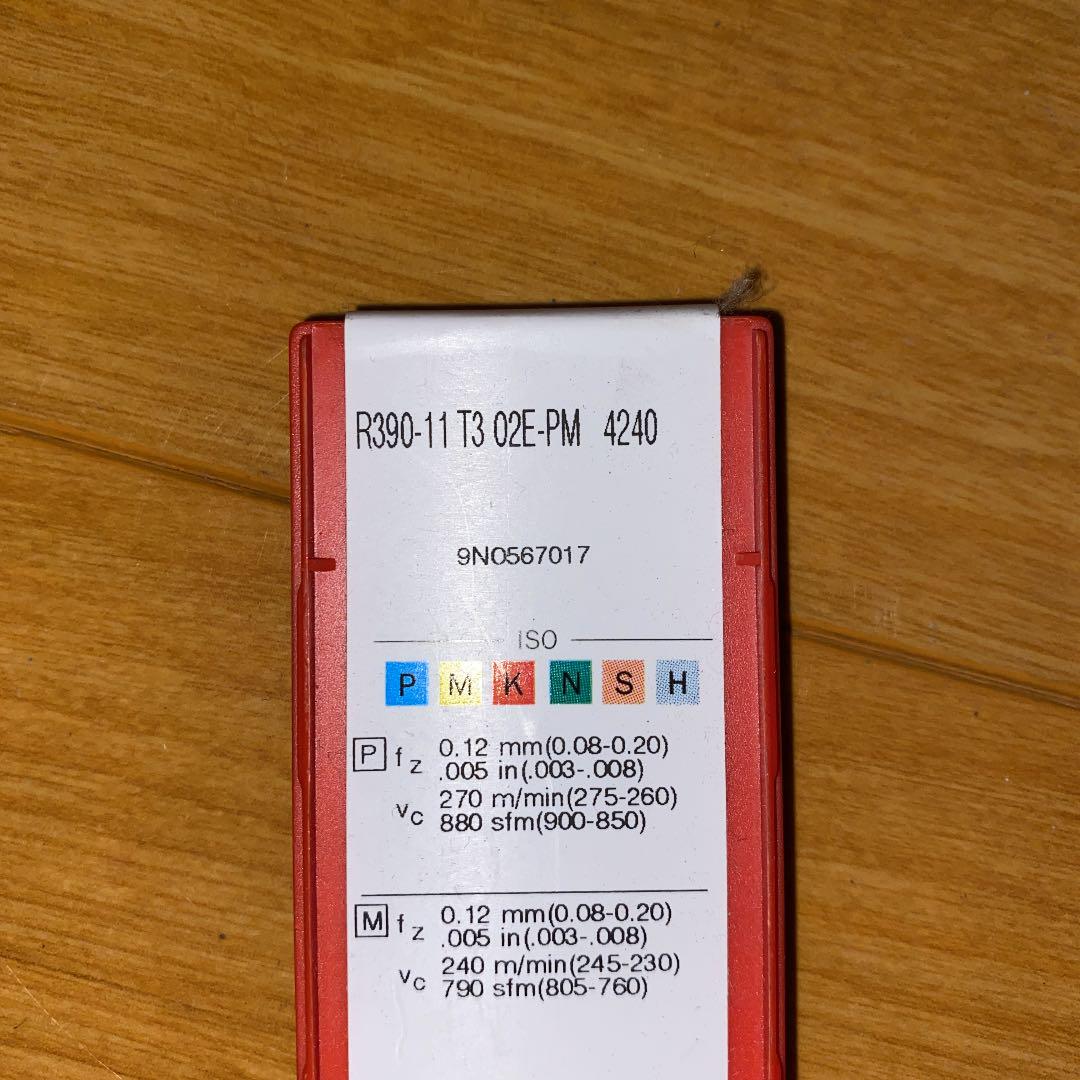 R390-11 T3 02E-PM 4240
9N0567017
ISO
P M K N S H
P fz 0.12 mm(0.08-0.20)
.005 in(.003-.008)
vc 270 m/min(275-260)
880 sfm(900-850)
M fz 0.12 mm(0.08-0.20)
.005 in(.003-.008)
vc 240 m/min(245-230)
790 sfm(805-760)